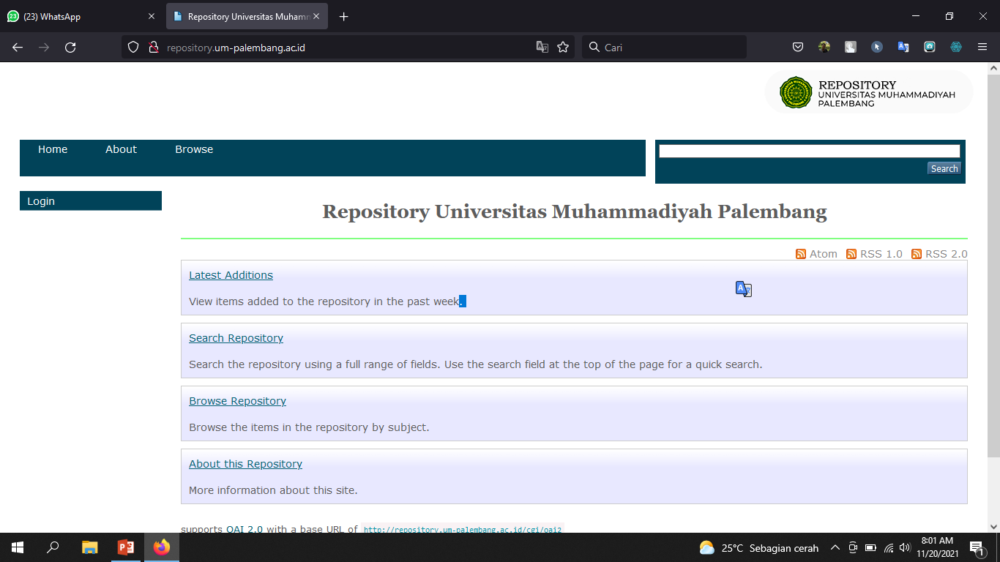 (23) WhatsApp
Repository Universitas Muhamm
repository.um-palembang.ac.id
Cari
REPOSITORY
UNIVERSITAS MUHAMMADIYAH
PALEMBANG
Home About Browse
Search
Login
Repository Universitas Muhammadiyah Palembang
Atom RSS 1.0 RSS 2.0
Latest Additions
View items added to the repository in the past week.
Search Repository
Search the repository using a full range of fields. Use the search field at the top of the page for a quick search.
Browse Repository
Browse the items in the repository by subject.
About this Repository
More information about this site.
supports OAI 2.0 with a base URL of http://repository.um-palembang.ac.id/cgi/oai2
25°C Sebagian cerah
8:01 AM
11/20/2021
1